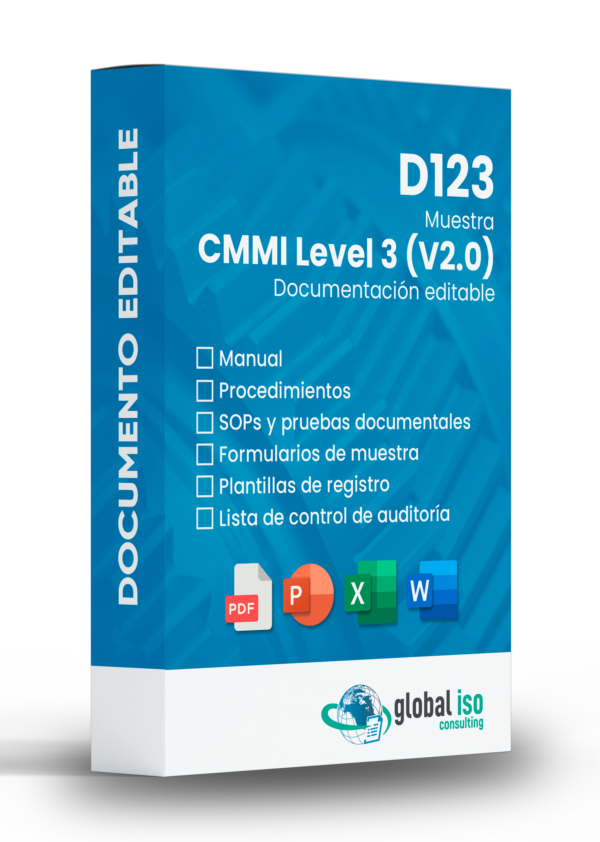 DOCUMENTO EDITABLE
D123
Muestra
CMMI Level 3 (V2.0)
Documentación editable
Manual
Procedimientos
SOPs y pruebas documentales
Formularios de muestra
Plantillas de registro
Lista de control de auditoría
PDF
P
X
W
global iso
consulting